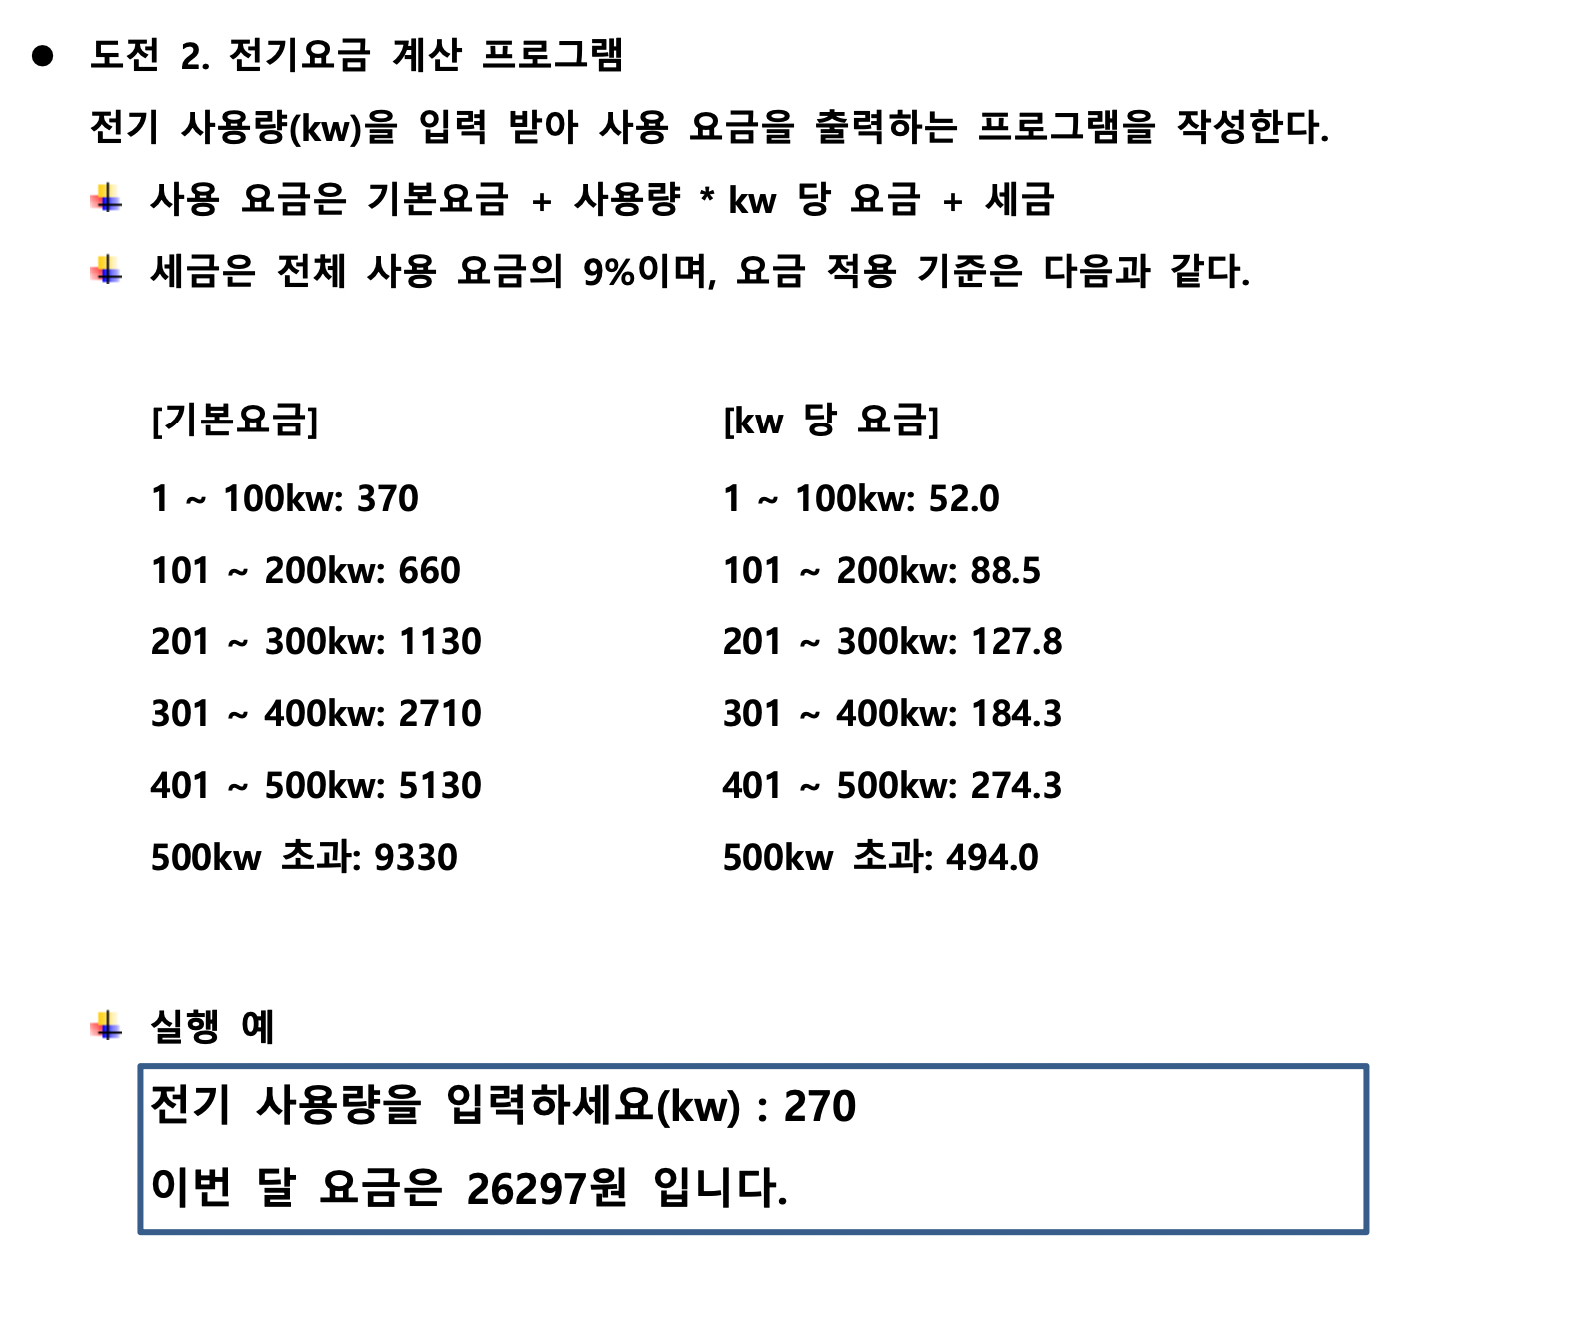 도전 2. 전기요금 계산 프로그램
전기 사용량(kw)을 입력 받아 사용 요금을 출력하는 프로그램을 작성한다.
사용 요금은 기본요금 + 사용량 * kw 당 요금 + 세금
세금은 전체 사용 요금의 9%이며, 요금 적용 기준은 다음과 같다.
[기본요금] [kw 당 요금]
1 ~ 100kw: 370 1 ~ 100kw: 52.0
101 ~ 200kw: 660 101 ~ 200kw: 88.5
201 ~ 300kw: 1130 201 ~ 300kw: 127.8
301 ~ 400kw: 2710 301 ~ 400kw: 184.3
401 ~ 500kw: 5130 401 ~ 500kw: 274.3
500kw 초과: 9330 500kw 초과: 494.0
실행 예
전기 사용량을 입력하세요(kw) : 270
이번 달 요금은 26297원 입니다.